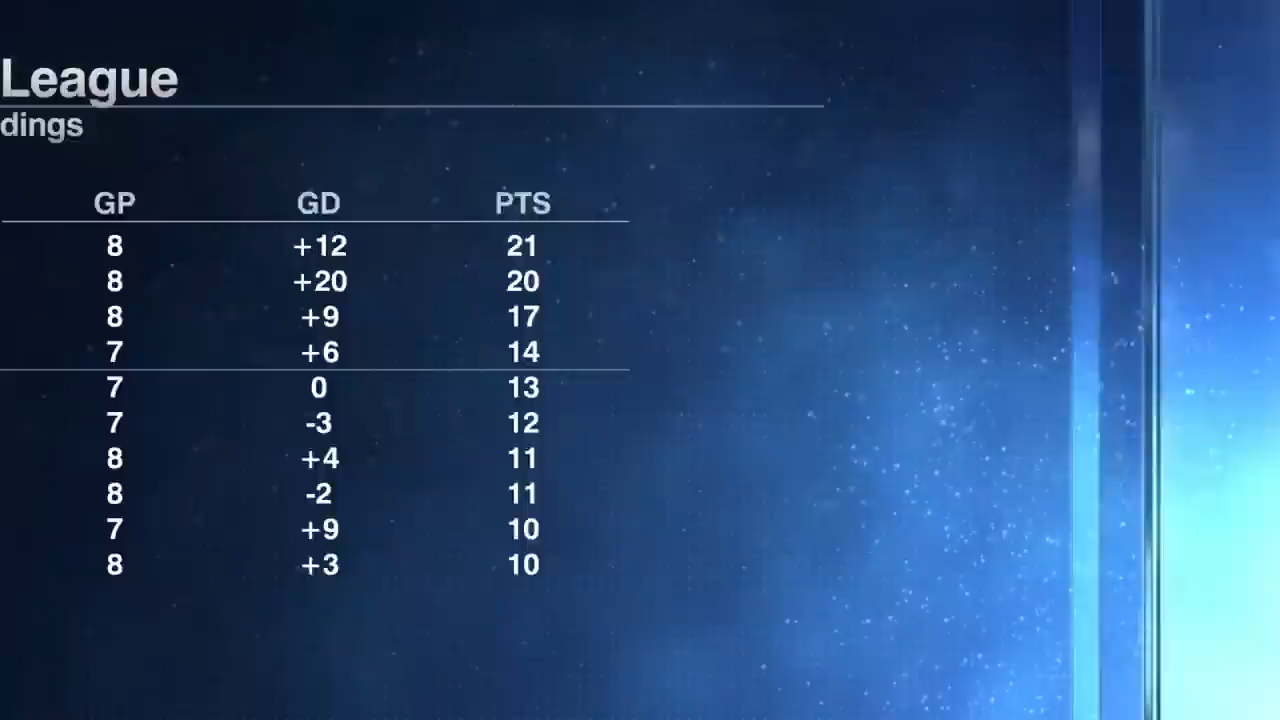 League
dings
GP GD PTS
8 +12 21
8 +20 20
8 +9 17
7 +6 14
7 0 13
7 -3 12
8 +4 11
8 -2 11
7 +9 10
8 +3 10